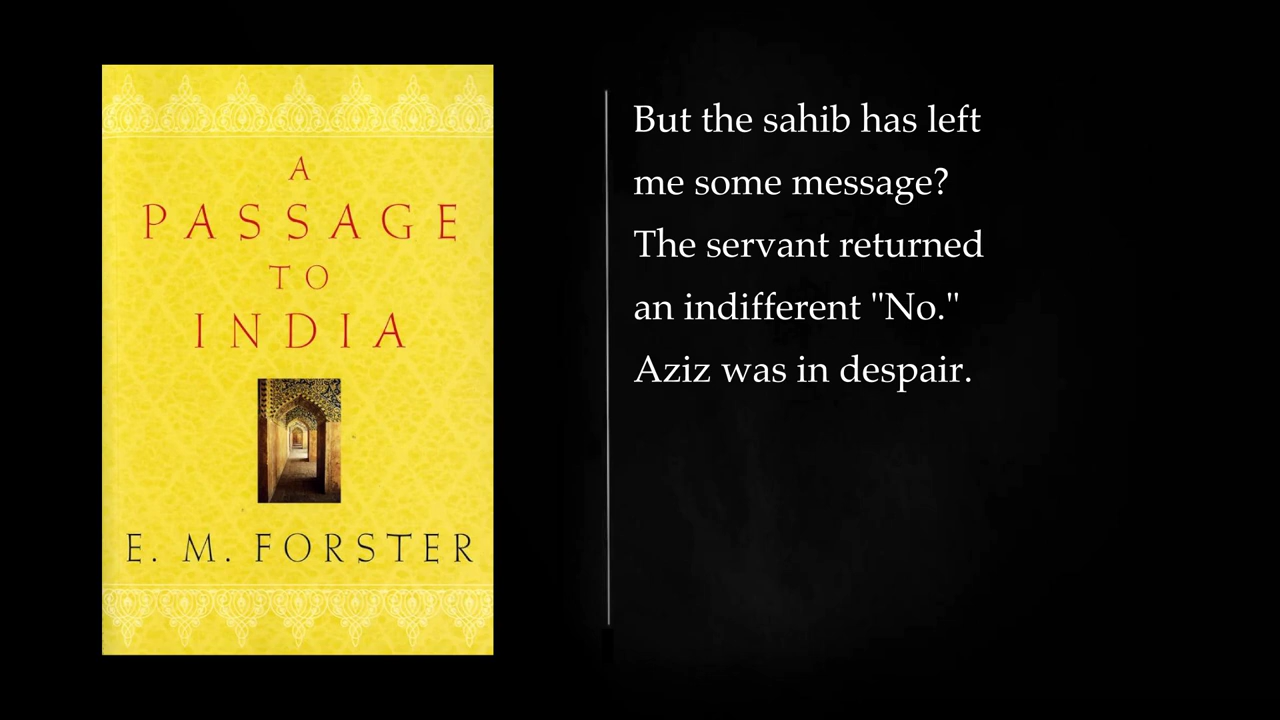 A
PASSAGE
TO
INDIA
E. M. FORSTER
But the sahib has left
me some message?
The servant returned
an indifferent "No."
Aziz was in despair.